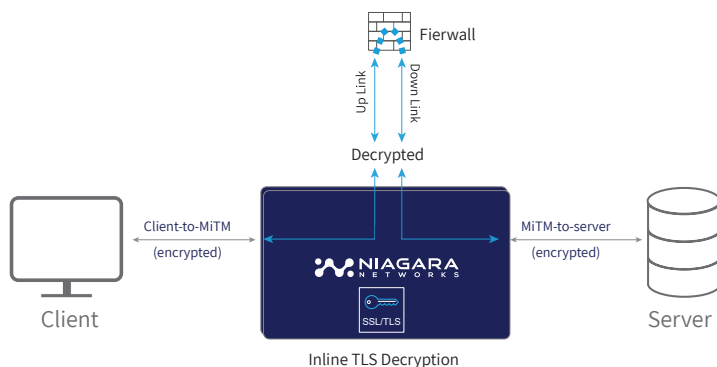 Fierwall
Up Link
Down Link
Decrypted
Client-to-MiTM
(encrypted)
MiTM-to-server
(encrypted)
NIAGARA
NETWORKS
SSL/TLS
Client
Server
Inline TLS Decryption